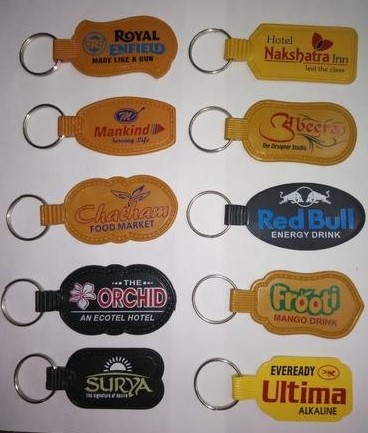 RE
ROYAL
ENFIELD
MADE LIKE A GUN
Hotel
Nakshatra Inn
feel the class
m
Mankind
Serving Life
Abeera
The Designer Studio
Chatham
FOOD MARKET
Red Bull
ENERGY DRINK
THE
ORCHID
AN ECOTEL HOTEL
Frooti
MANGO DRINK
SURYA
the signature of desire
EVEREADY
Ultima
ALKALINE